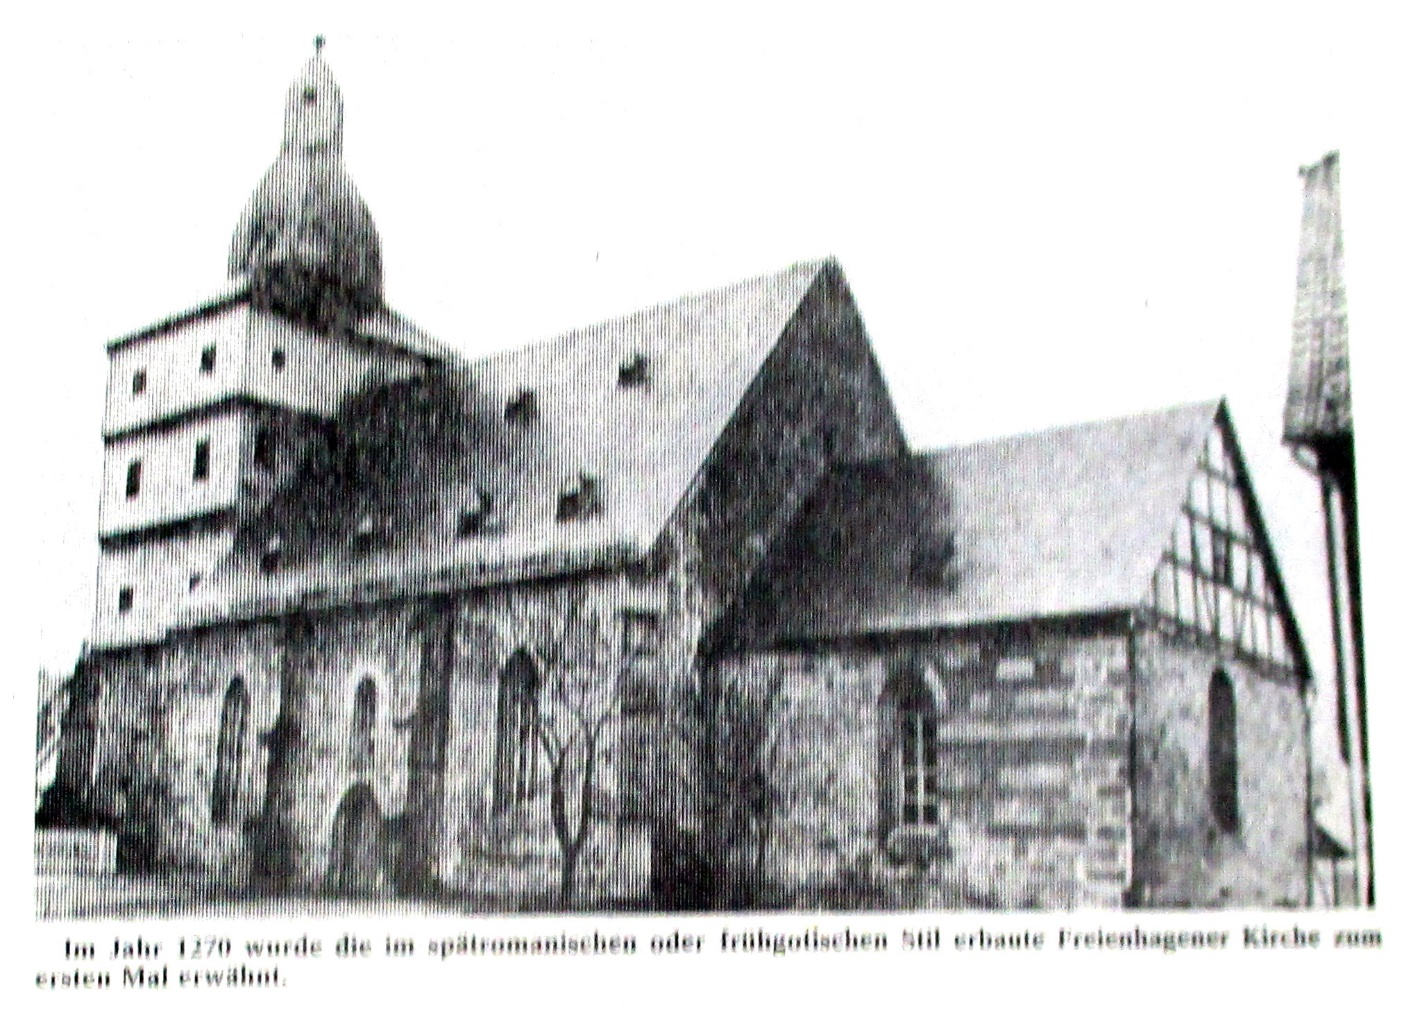 Im Jahr 1270 wurde die im spätromanischen oder frühgotischen Stil erbaute Freienhagener Kirche zum
ersten Mal erwähnt.